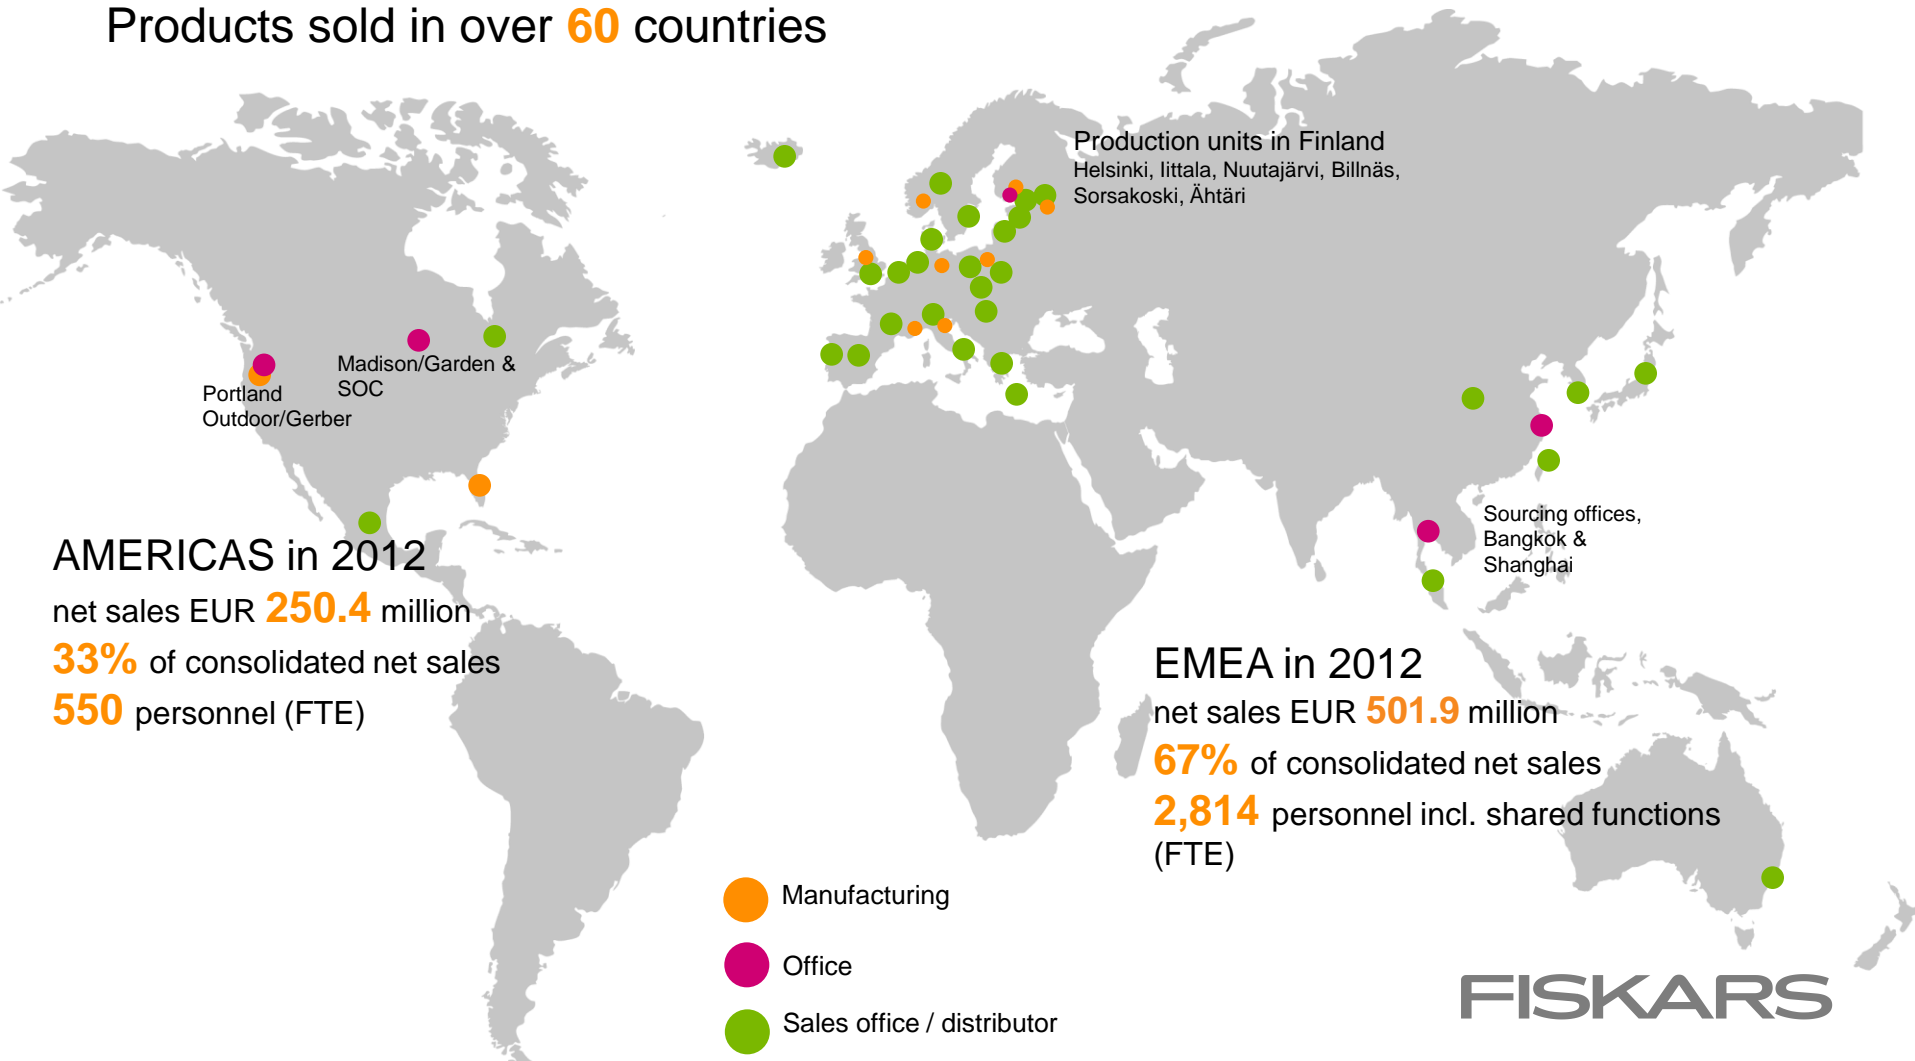 Products sold in over 60 countries
Production units in Finland
Helsinki, Iittala, Nuutajärvi, Billnäs,
Sorsakoski, Ähtäri
Madison/Garden &
SOC
Portland
Outdoor/Gerber
Sourcing offices,
Bangkok &
Shanghai
AMERICAS in 2012
net sales EUR 250.4 million
33% of consolidated net sales
550 personnel (FTE)
EMEA in 2012
net sales EUR 501.9 million
67% of consolidated net sales
2,814 personnel incl. shared functions
(FTE)
Manufacturing
Office
Sales office / distributor
FISKARS